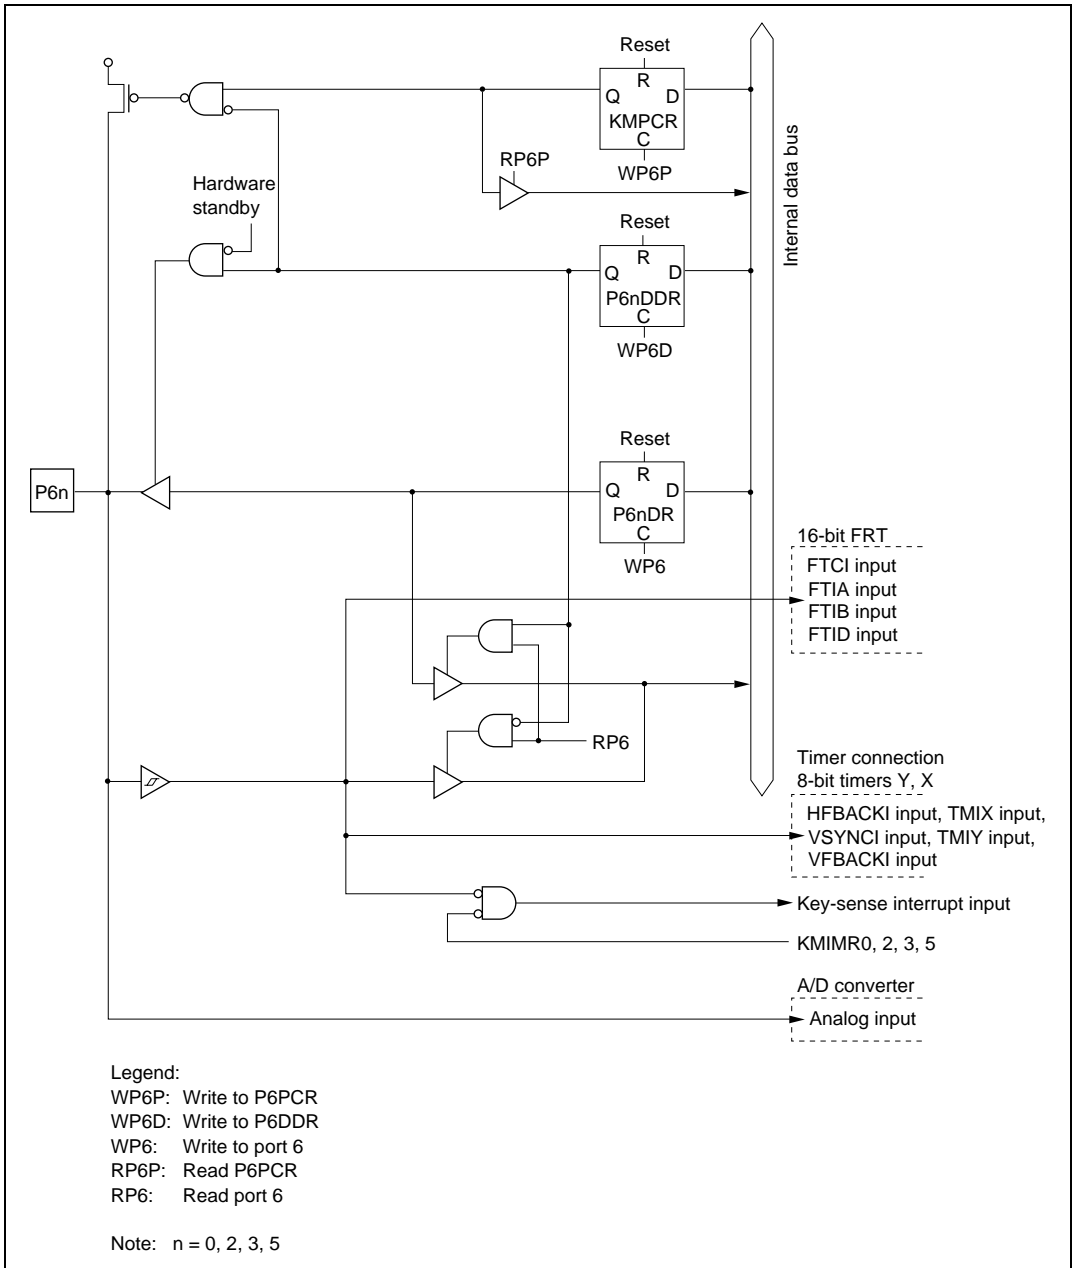 Reset
R
Q D
KMPCR
C
WP6P
RP6P
Hardware
standby
Internal data bus
Reset
R
Q D
P6nDDR
C
WP6D
Reset
R
Q D
P6nDR
C
WP6
P6n
16-bit FRT
FTCI input
FTIA input
FTIB input
FTID input
RP6
Timer connection
8-bit timers Y, X
HFBACKI input, TMIX input,
VSYNCI input, TMIY input,
VFBACKI input
Key-sense interrupt input
KMIMR0, 2, 3, 5
A/D converter
Analog input
Legend:
WP6P: Write to P6PCR
WP6D: Write to P6DDR
WP6: Write to port 6
RP6P: Read P6PCR
RP6: Read port 6
Note: n = 0, 2, 3, 5